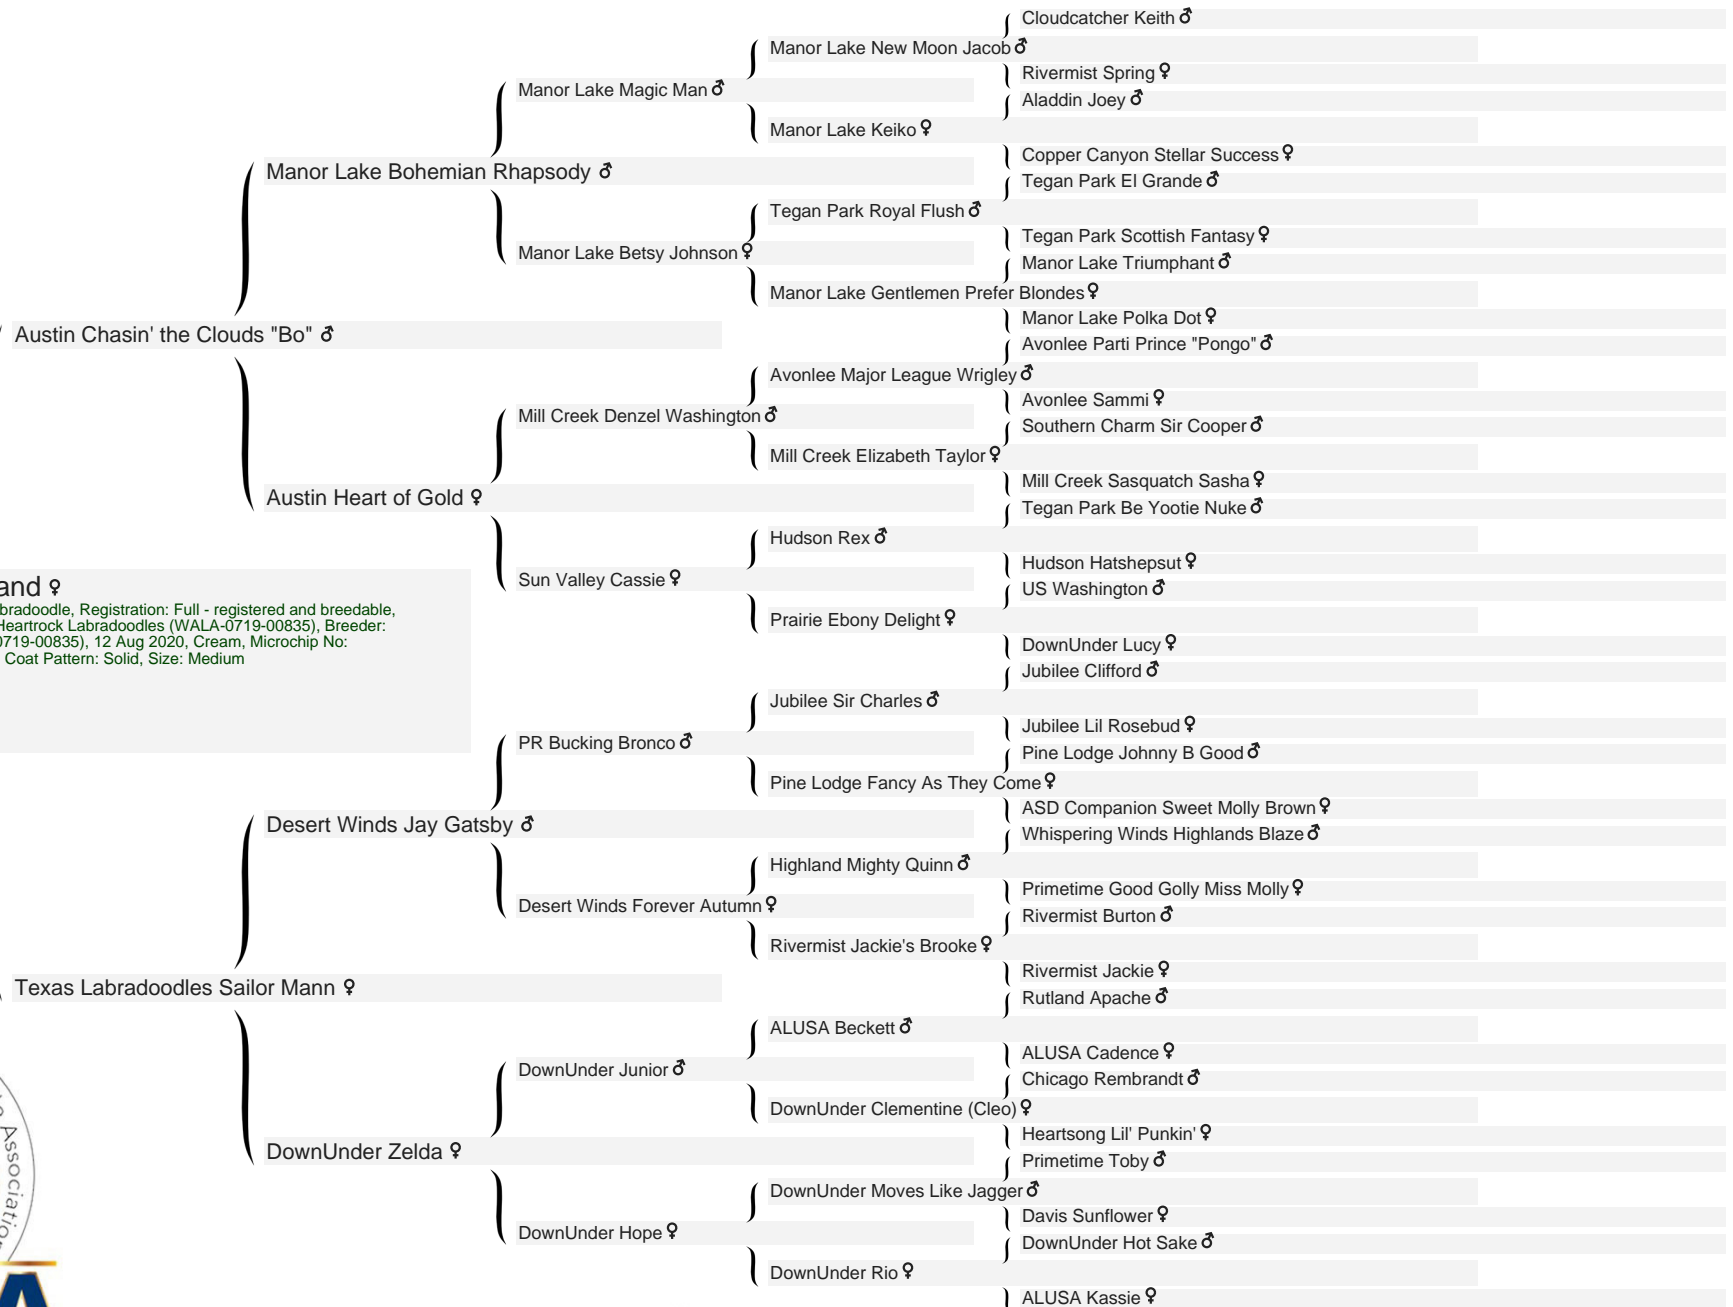 Cloudcatcher Keith ♂
Manor Lake New Moon Jacob ♂
Rivermist Spring ♀
Manor Lake Magic Man ♂
Aladdin Joey ♂
Manor Lake Keiko ♀
Copper Canyon Stellar Success ♀
Manor Lake Bohemian Rhapsody ♂
Tegan Park El Grande ♂
Tegan Park Royal Flush ♂
Tegan Park Scottish Fantasy ♀
Manor Lake Betsy Johnson ♀
Manor Lake Triumphant ♂
Manor Lake Gentlemen Prefer Blondes ♀
Manor Lake Polka Dot ♀
Austin Chasin' the Clouds "Bo" ♂
Avonlee Parti Prince "Pongo" ♂
Avonlee Major League Wrigley ♂
Avonlee Sammi ♀
Mill Creek Denzel Washington ♂
Southern Charm Sir Cooper ♂
Mill Creek Elizabeth Taylor ♀
Mill Creek Sasquatch Sasha ♀
Austin Heart of Gold ♀
Tegan Park Be Yootie Nuke ♂
Hudson Rex ♂
Hudson Hatshepsut ♀
Sun Valley Cassie ♀
US Washington ♂
Prairie Ebony Delight ♀
DownUnder Lucy ♀
and ♀
bradoodle, Registration: Full - registered and breedable,
Heartrock Labradoodles (WALA-0719-00835), Breeder:
0719-00835), 12 Aug 2020, Cream, Microchip No:
Coat Pattern: Solid, Size: Medium
Jubilee Clifford ♂
Jubilee Sir Charles ♂
Jubilee Lil Rosebud ♀
PR Bucking Bronco ♂
Pine Lodge Johnny B Good ♂
Pine Lodge Fancy As They Come ♀
ASD Companion Sweet Molly Brown ♀
Desert Winds Jay Gatsby ♂
Whispering Winds Highlands Blaze ♂
Highland Mighty Quinn ♂
Primetime Good Golly Miss Molly ♀
Desert Winds Forever Autumn ♀
Rivermist Burton ♂
Rivermist Jackie's Brooke ♀
Rivermist Jackie ♀
Texas Labradoodles Sailor Mann ♀
Rutland Apache ♂
ALUSA Beckett ♂
ALUSA Cadence ♀
DownUnder Junior ♂
Chicago Rembrandt ♂
DownUnder Clementine (Cleo) ♀
Heartsong Lil' Punkin' ♀
DownUnder Zelda ♀
Primetime Toby ♂
DownUnder Moves Like Jagger ♂
Davis Sunflower ♀
DownUnder Hope ♀
DownUnder Hot Sake ♂
DownUnder Rio ♀
ALUSA Kassie ♀
Association
A